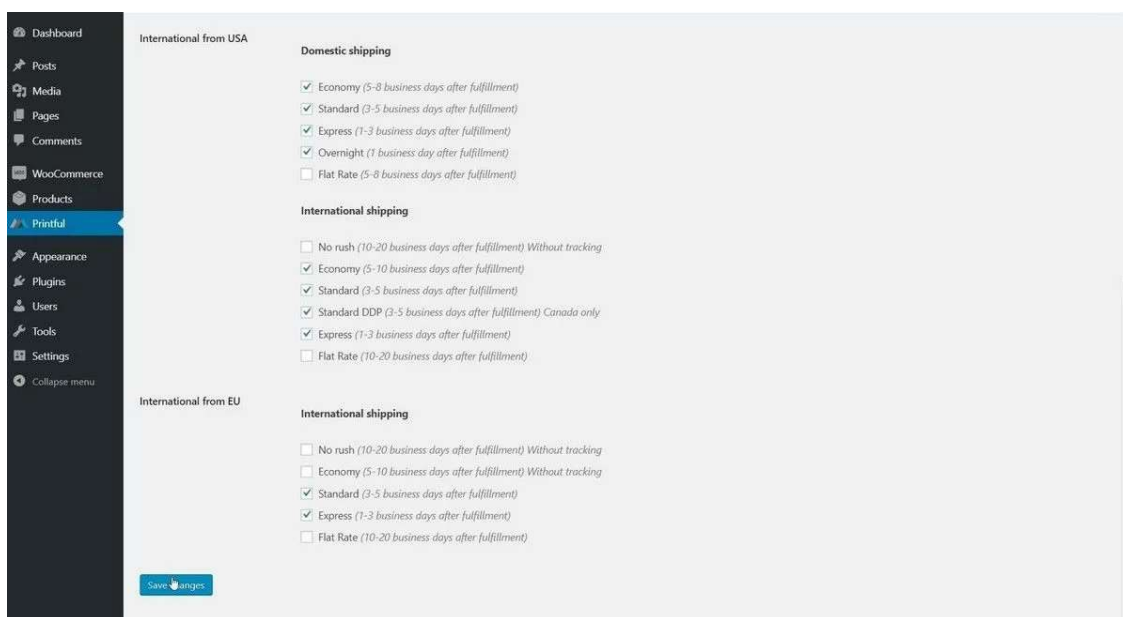 Dashboard
Posts
Media
Pages
Comments
WooCommerce
Products
Printful
Appearance
Plugins
Users
Tools
Settings
Collapse menu
International from USA
Domestic shipping
Economy (5-8 business days after fulfillment)
Standard (3-5 business days after fulfillment)
Express (1-3 business days after fulfillment)
Overnight (1 business day after fulfillment)
Flat Rate (5-8 business days after fulfillment)
International shipping
No rush (10-20 business days after fulfillment) Without tracking
Economy (5-10 business days after fulfillment)
Standard (3-5 business days after fulfillment)
Standard DDP (3-5 business days after fulfillment) Canada only
Express (1-3 business days after fulfillment)
Flat Rate (10-20 business days after fulfillment)
International from EU
International shipping
No rush (10-20 business days after fulfillment) Without tracking
Economy (5-10 business days after fulfillment) Without tracking
Standard (3-5 business days after fulfillment)
Express (1-3 business days after fulfillment)
Flat Rate (10-20 business days after fulfillment)
Save changes